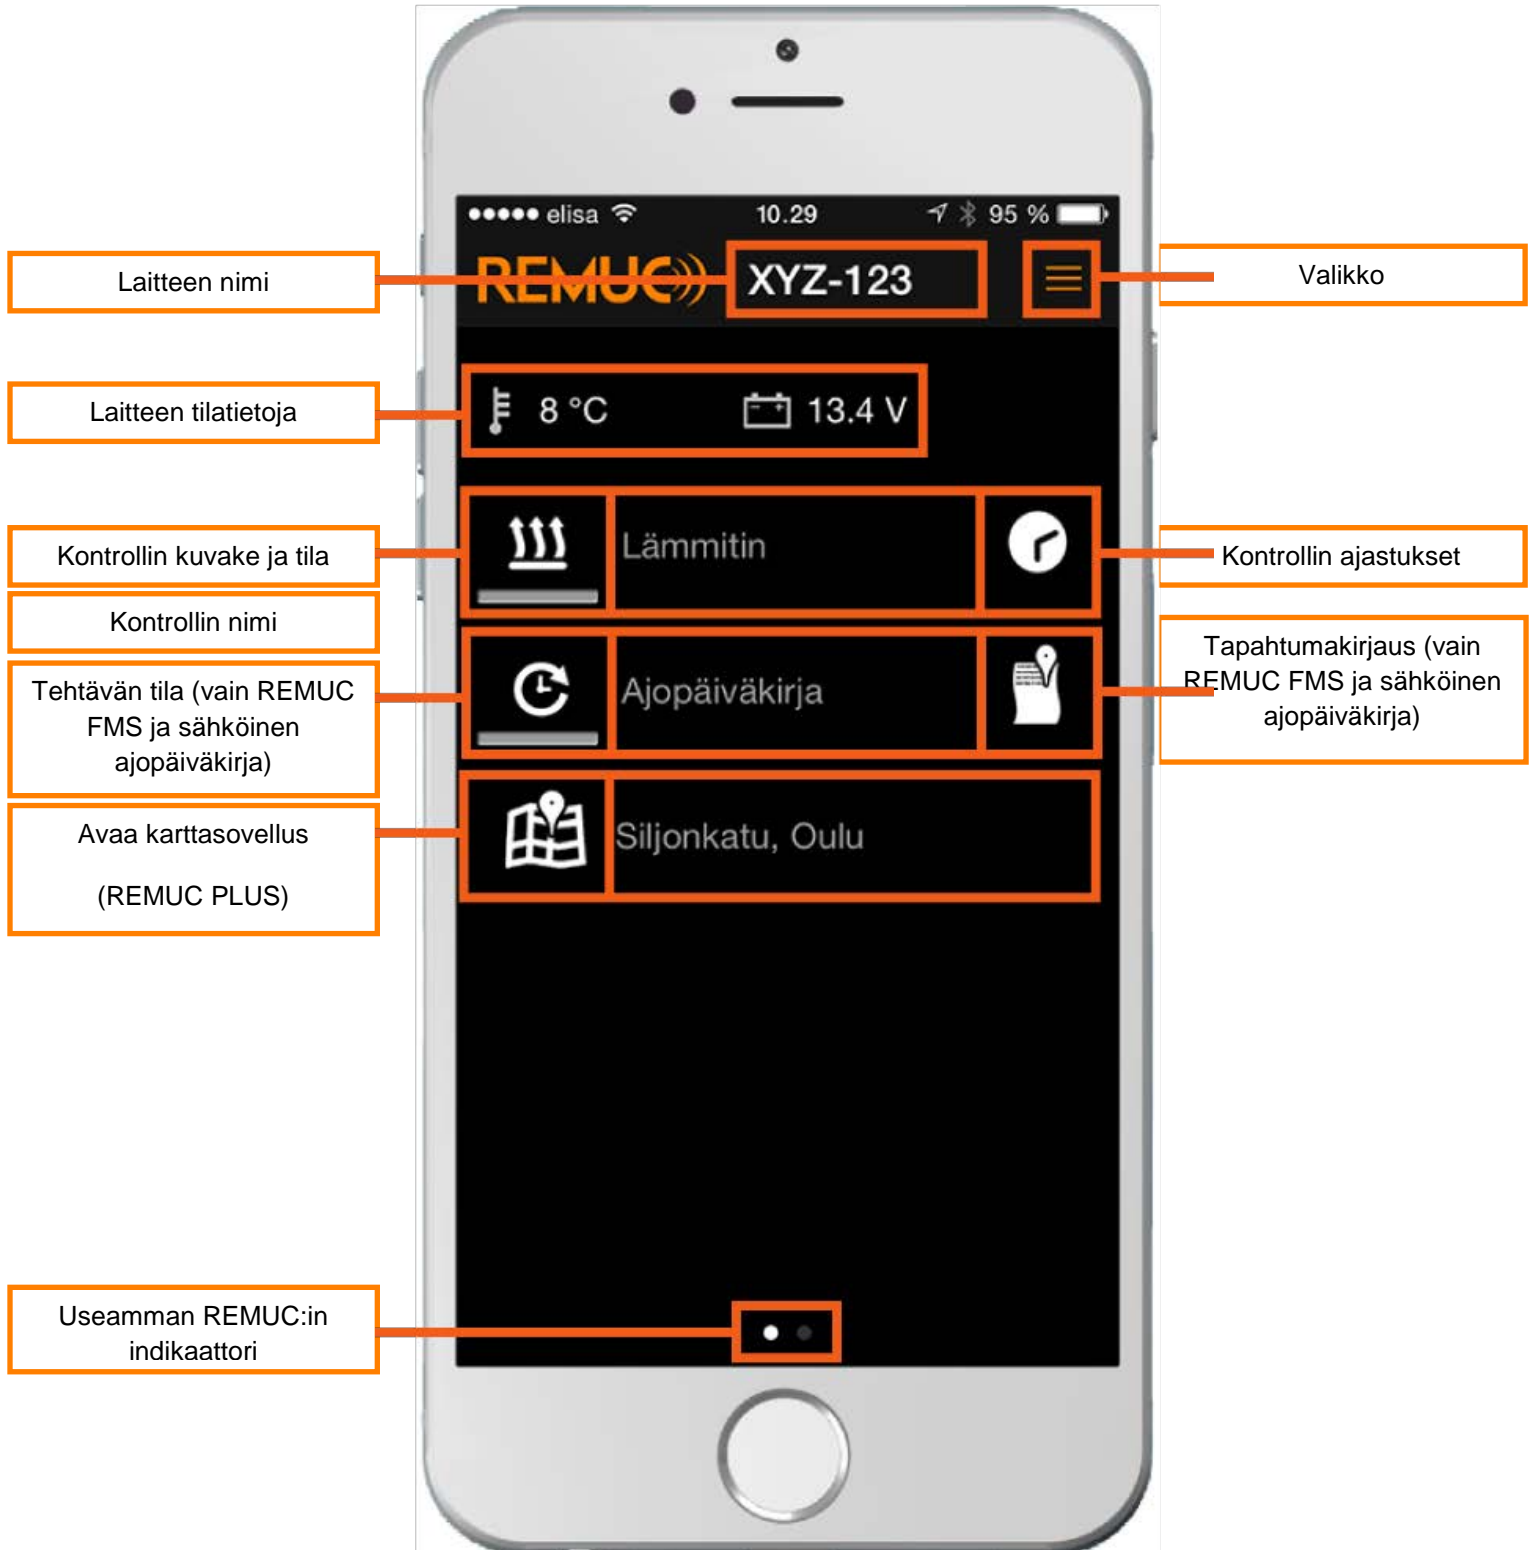 elisa 10.29 95 %
REMUC XYZ-123
Laitteen nimi
Valikko
8 °C 13.4 V
Laitteen tilatietoja
Lämmitin
Kontrollin kuvake ja tila
Kontrollin ajastukset
Kontrollin nimi
Ajopäiväkirja
Tehtävän tila (vain REMUC
FMS ja sähköinen
ajopäiväkirja)
Tapahtumakirjaus (vain
REMUC FMS ja sähköinen
ajopäiväkirja)
Siljonkatu, Oulu
Avaa karttasovellus
(REMUC PLUS)
Useamman REMUC:in
indikaattori